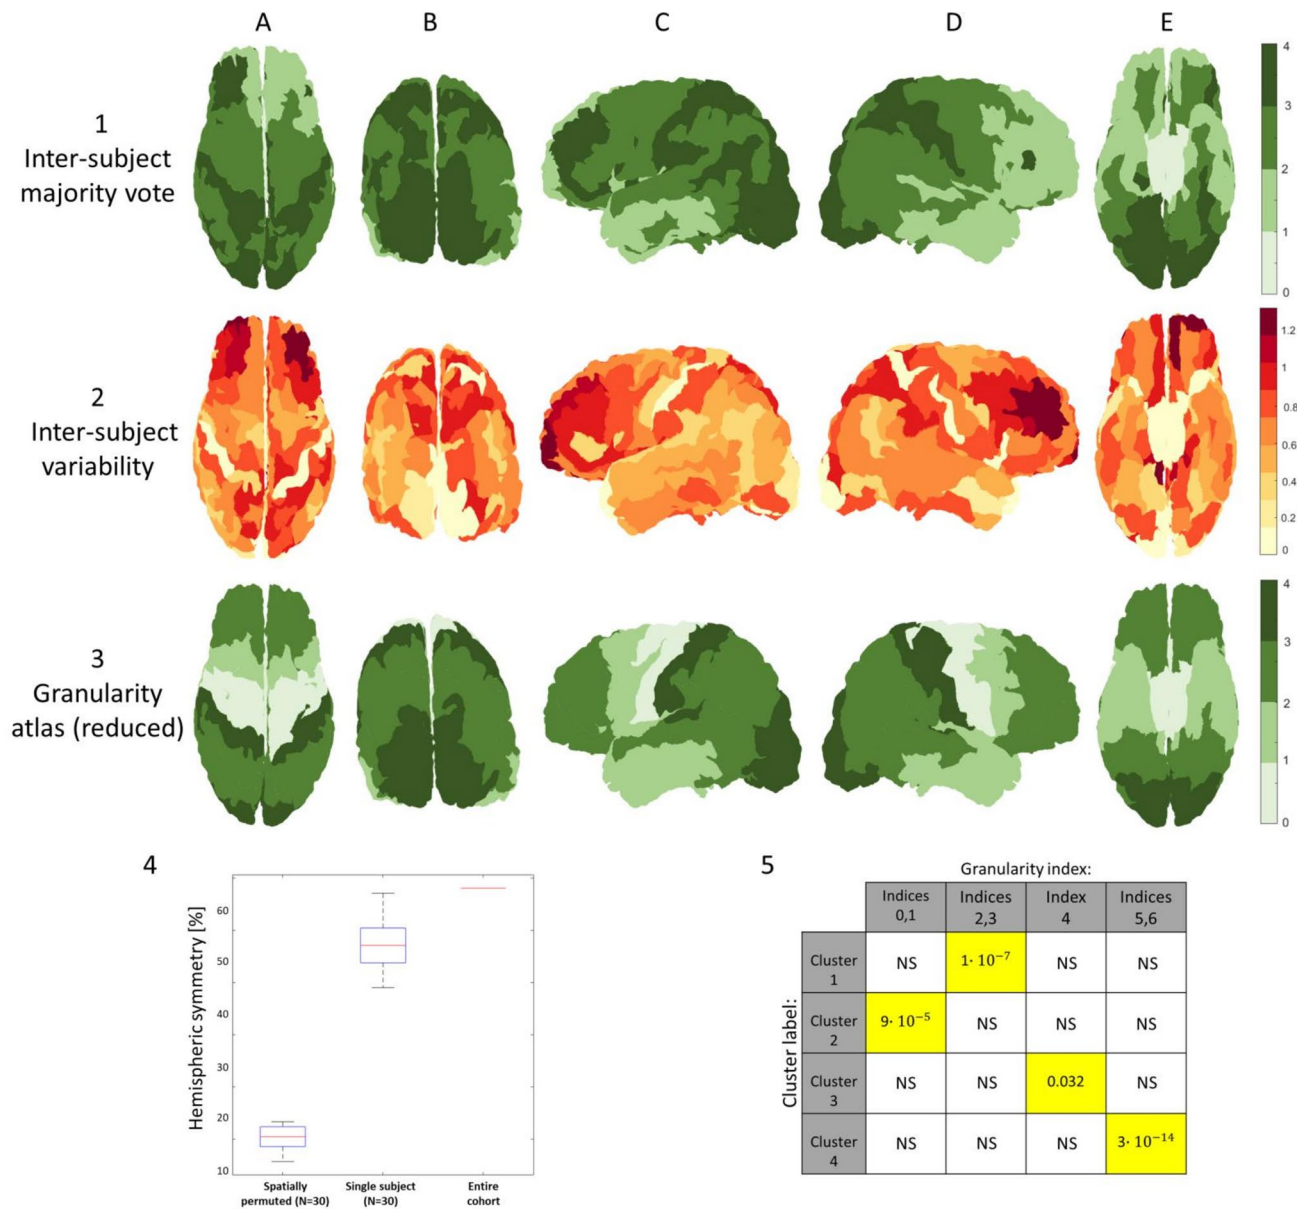 A B C D E
1
Inter-subject
majority vote
4
3
2
1
0
2
Inter-subject
variability
1.2
1
0.8
0.6
0.4
0.2
0
3
Granularity
atlas (reduced)
4
3
2
1
0
4
Hemispheric symmetry [%]
60
50
40
30
20
10
Spatially
permuted (N=30)
Single subject
(N=30)
Entire
cohort
5
Granularity index:
Indices 0,1
Indices 2,3
Index 4
Indices 5,6
Cluster label:
Cluster 1
NS 1· 10⁻⁷ NS NS
Cluster 2
9· 10⁻⁵ NS NS NS
Cluster 3
NS NS 0.032 NS
Cluster 4
NS NS NS 3· 10⁻¹⁴